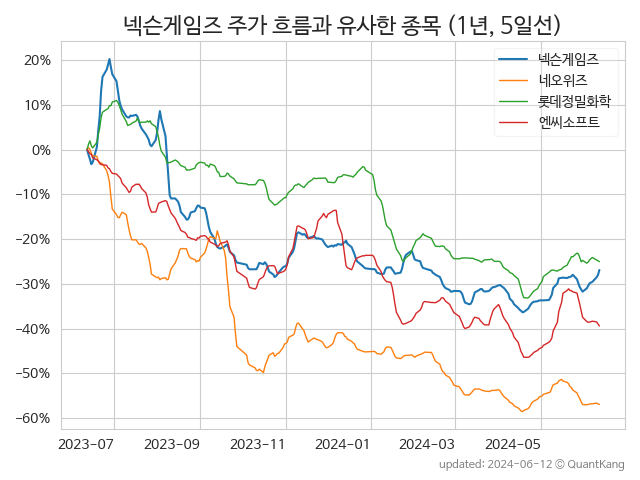 넥슨게임즈 주가 흐름과 유사한 종목 (1년, 5일선)
넥슨게임즈
네오위즈
롯데정밀화학
엔씨소프트
20%
10%
0%
−10%
−20%
−30%
−40%
−50%
−60%
2023-07 2023-09 2023-11 2024-01 2024-03 2024-05
updated: 2024-06-12 © QuantKang